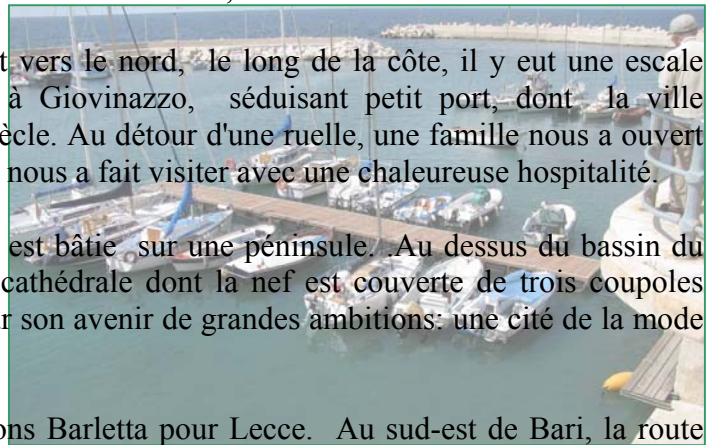 t vers le nord, le long de la côte, il y eut une escale
à Giovinazzo, séduisant petit port, dont la ville
ècle. Au détour d'une ruelle, une famille nous a ouvert
nous a fait visiter avec une chaleureuse hospitalité.
est bâtie sur une péninsule. .Au dessus du bassin du
cathédrale dont la nef est couverte de trois coupoles
r son avenir de grandes ambitions: une cité de la mode
ons Barletta pour Lecce. Au sud-est de Bari, la route